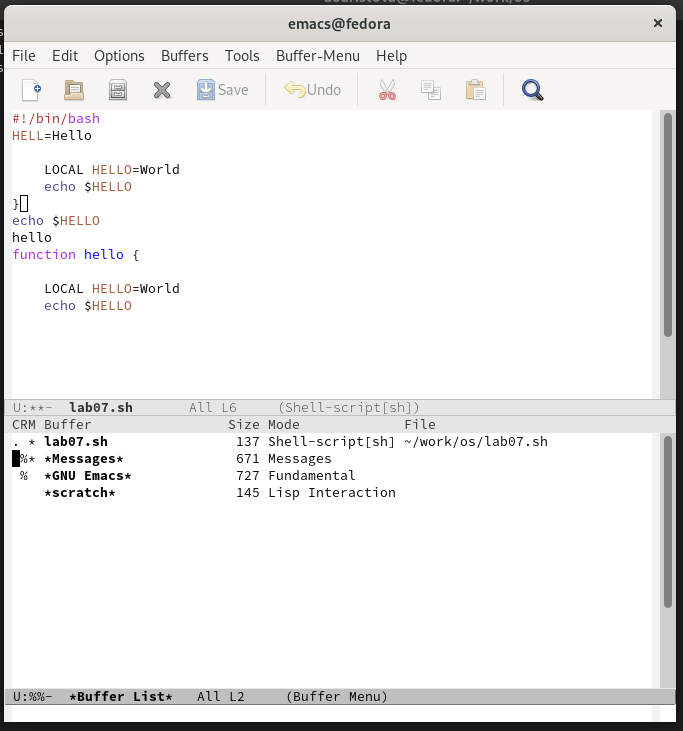 emacs@fedora ×
File Edit Options Buffers Tools Buffer-Menu Help
Save Undo
#!/bin/bash
HELL=Hello
    LOCAL HELLO=World
    echo $HELLO
}
echo $HELLO
hello
function hello {
    LOCAL HELLO=World
    echo $HELLO
U:**-  lab07.sh       All L6     (Shell-script[sh])
CRM Buffer                 Size Mode             File
. * lab07.sh                137 Shell-script[sh] ~/work/os/lab07.sh
 %* *Messages*              671 Messages
 %  *GNU Emacs*             727 Fundamental
    *scratch*               145 Lisp Interaction
U:%%-  *Buffer List*   All L2     (Buffer Menu)